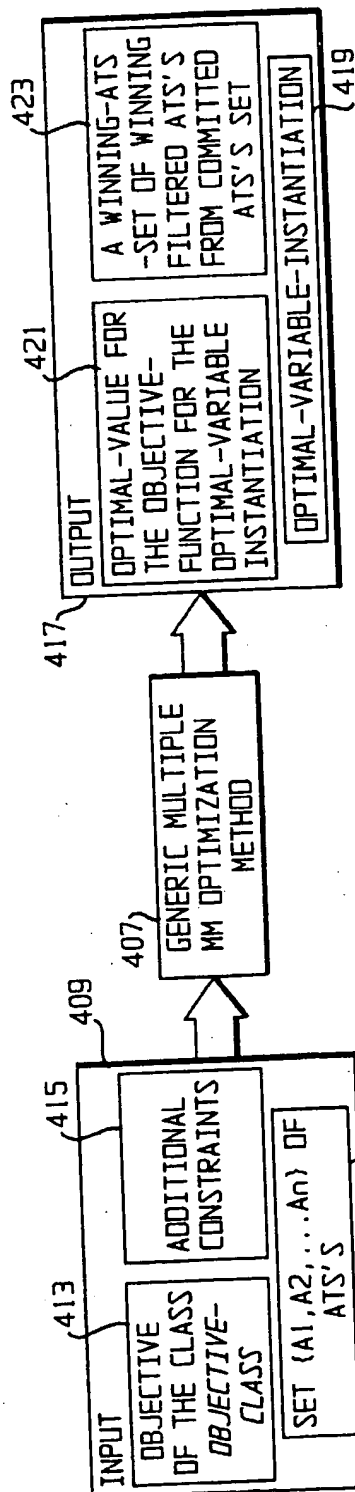 409
INPUT
413
OBJECTIVE
OF THE CLASS
OBJECTIVE-
CLASS
415
ADDITIONAL
CONSTRAINTS
SET {A1,A2,...An} OF
ATS'S
407
GENERIC MULTIPLE
MM OPTIMIZATION
METHOD
417
OUTPUT
421
OPTIMAL-VALUE FOR
THE OBJECTIVE-
FUNCTION FOR THE
OPTIMAL-VARIABLE
INSTANTIATION
423
A WINNING-ATS
-SET OF WINNING
FILTERED ATS'S
FROM COMMITTED
ATS'S SET
OPTIMAL-VARIABLE-INSTANTIATION
419